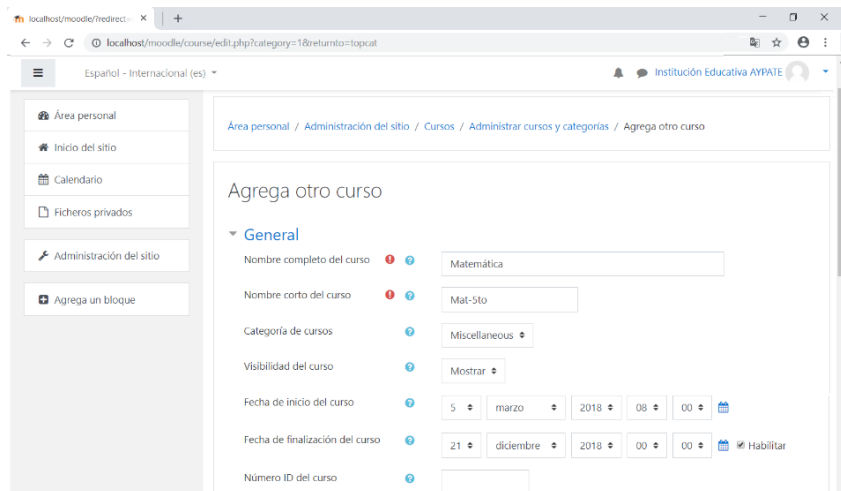 localhost/moodle/?redirect=
localhost/moodle/course/edit.php?category=1&returnto=topcat
Español - Internacional (es)
Institución Educativa AYPATE
Área personal
Inicio del sitio
Calendario
Ficheros privados
Administración del sitio
Agrega un bloque
Área personal / Administración del sitio / Cursos / Administrar cursos y categorías / Agrega otro curso
Agrega otro curso
General
Nombre completo del curso Matemática
Nombre corto del curso Mat-5to
Categoría de cursos Miscellaneous
Visibilidad del curso Mostrar
Fecha de inicio del curso 5 marzo 2018 08 00
Fecha de finalización del curso 21 diciembre 2018 00 00 Habilitar
Número ID del curso